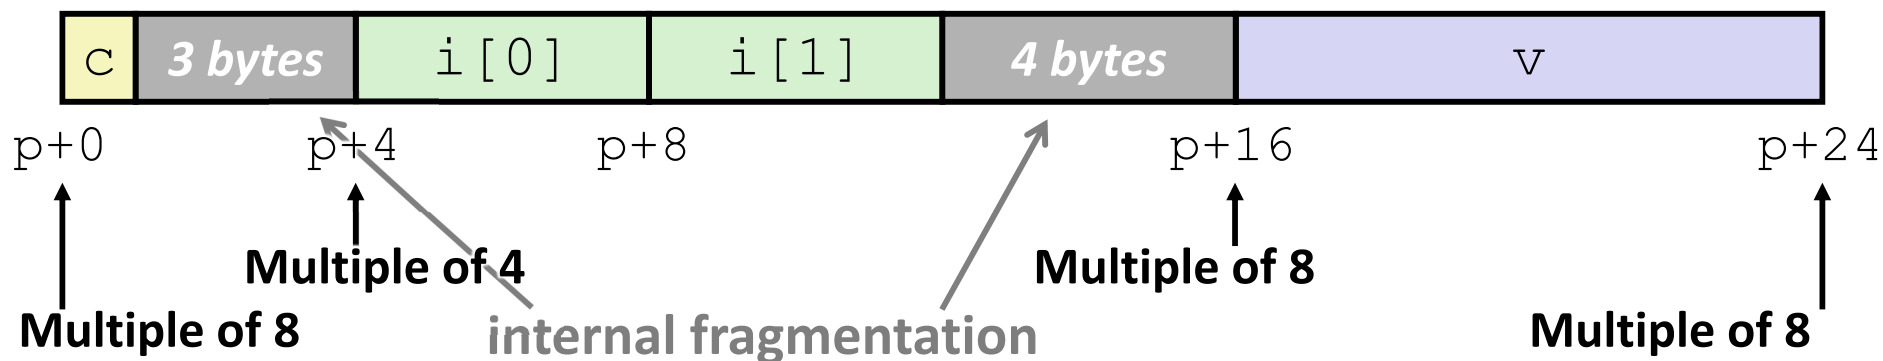 c 3 bytes i[0] i[1] 4 bytes v
p+0 p+4 p+8 p+16 p+24
Multiple of 4 Multiple of 8
Multiple of 8 internal fragmentation Multiple of 8